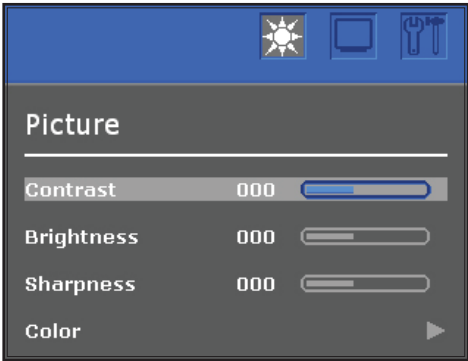 Picture
Contrast 000
Brightness 000
Sharpness 000
Color